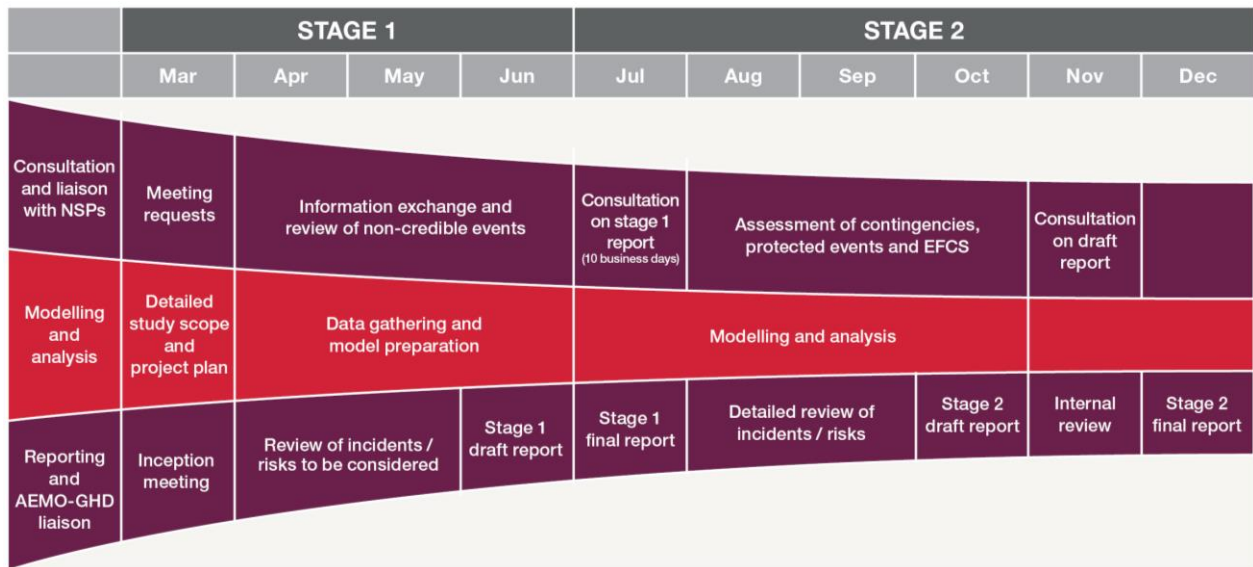 STAGE 1
STAGE 2
Mar
Apr
May
Jun
Jul
Aug
Sep
Oct
Nov
Dec
Consultation
and liaison
with NSPs
Meeting
requests
Information exchange and
review of non-credible events
Consultation
on stage 1
report
(10 business days)
Assessment of contingencies,
protected events and EFCS
Consultation
on draft
report
Modelling
and
analysis
Detailed
study scope
and
project plan
Data gathering and
model preparation
Modelling and analysis
Reporting
and
AEMO-GHD
liaison
Inception
meeting
Review of incidents /
risks to be considered
Stage 1
draft report
Stage 1
final report
Detailed review of
incidents / risks
Stage 2
draft report
Internal
review
Stage 2
final report